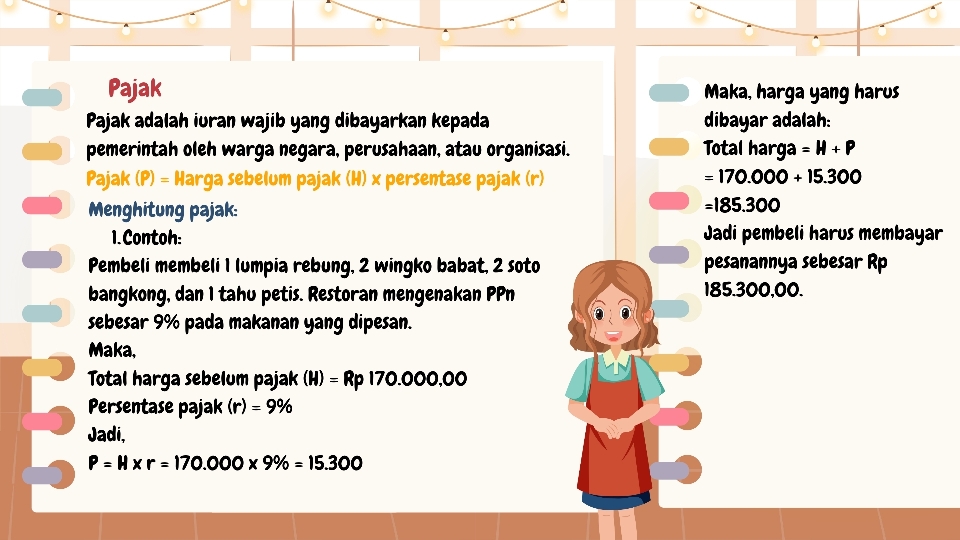 Pajak
Pajak adalah iuran wajib yang dibayarkan kepada
pemerintah oleh warga negara, perusahaan, atau organisasi.
Pajak (P) = Harga sebelum pajak (H) x persentase pajak (r)
Menghitung pajak:
1. Contoh:
Pembeli membeli 1 lumpia rebung, 2 wingko babat, 2 soto
bangkong, dan 1 tahu petis. Restoran mengenakan PPn
sebesar 9% pada makanan yang dipesan.
Maka,
Total harga sebelum pajak (H) = Rp 170.000,00
Persentase pajak (r) = 9%
Jadi,
P = H x r = 170.000 x 9% = 15.300
Maka, harga yang harus
dibayar adalah:
Total harga = H + P
= 170.000 + 15.300
=185.300
Jadi pembeli harus membayar
pesanannya sebesar Rp
185.300,00.